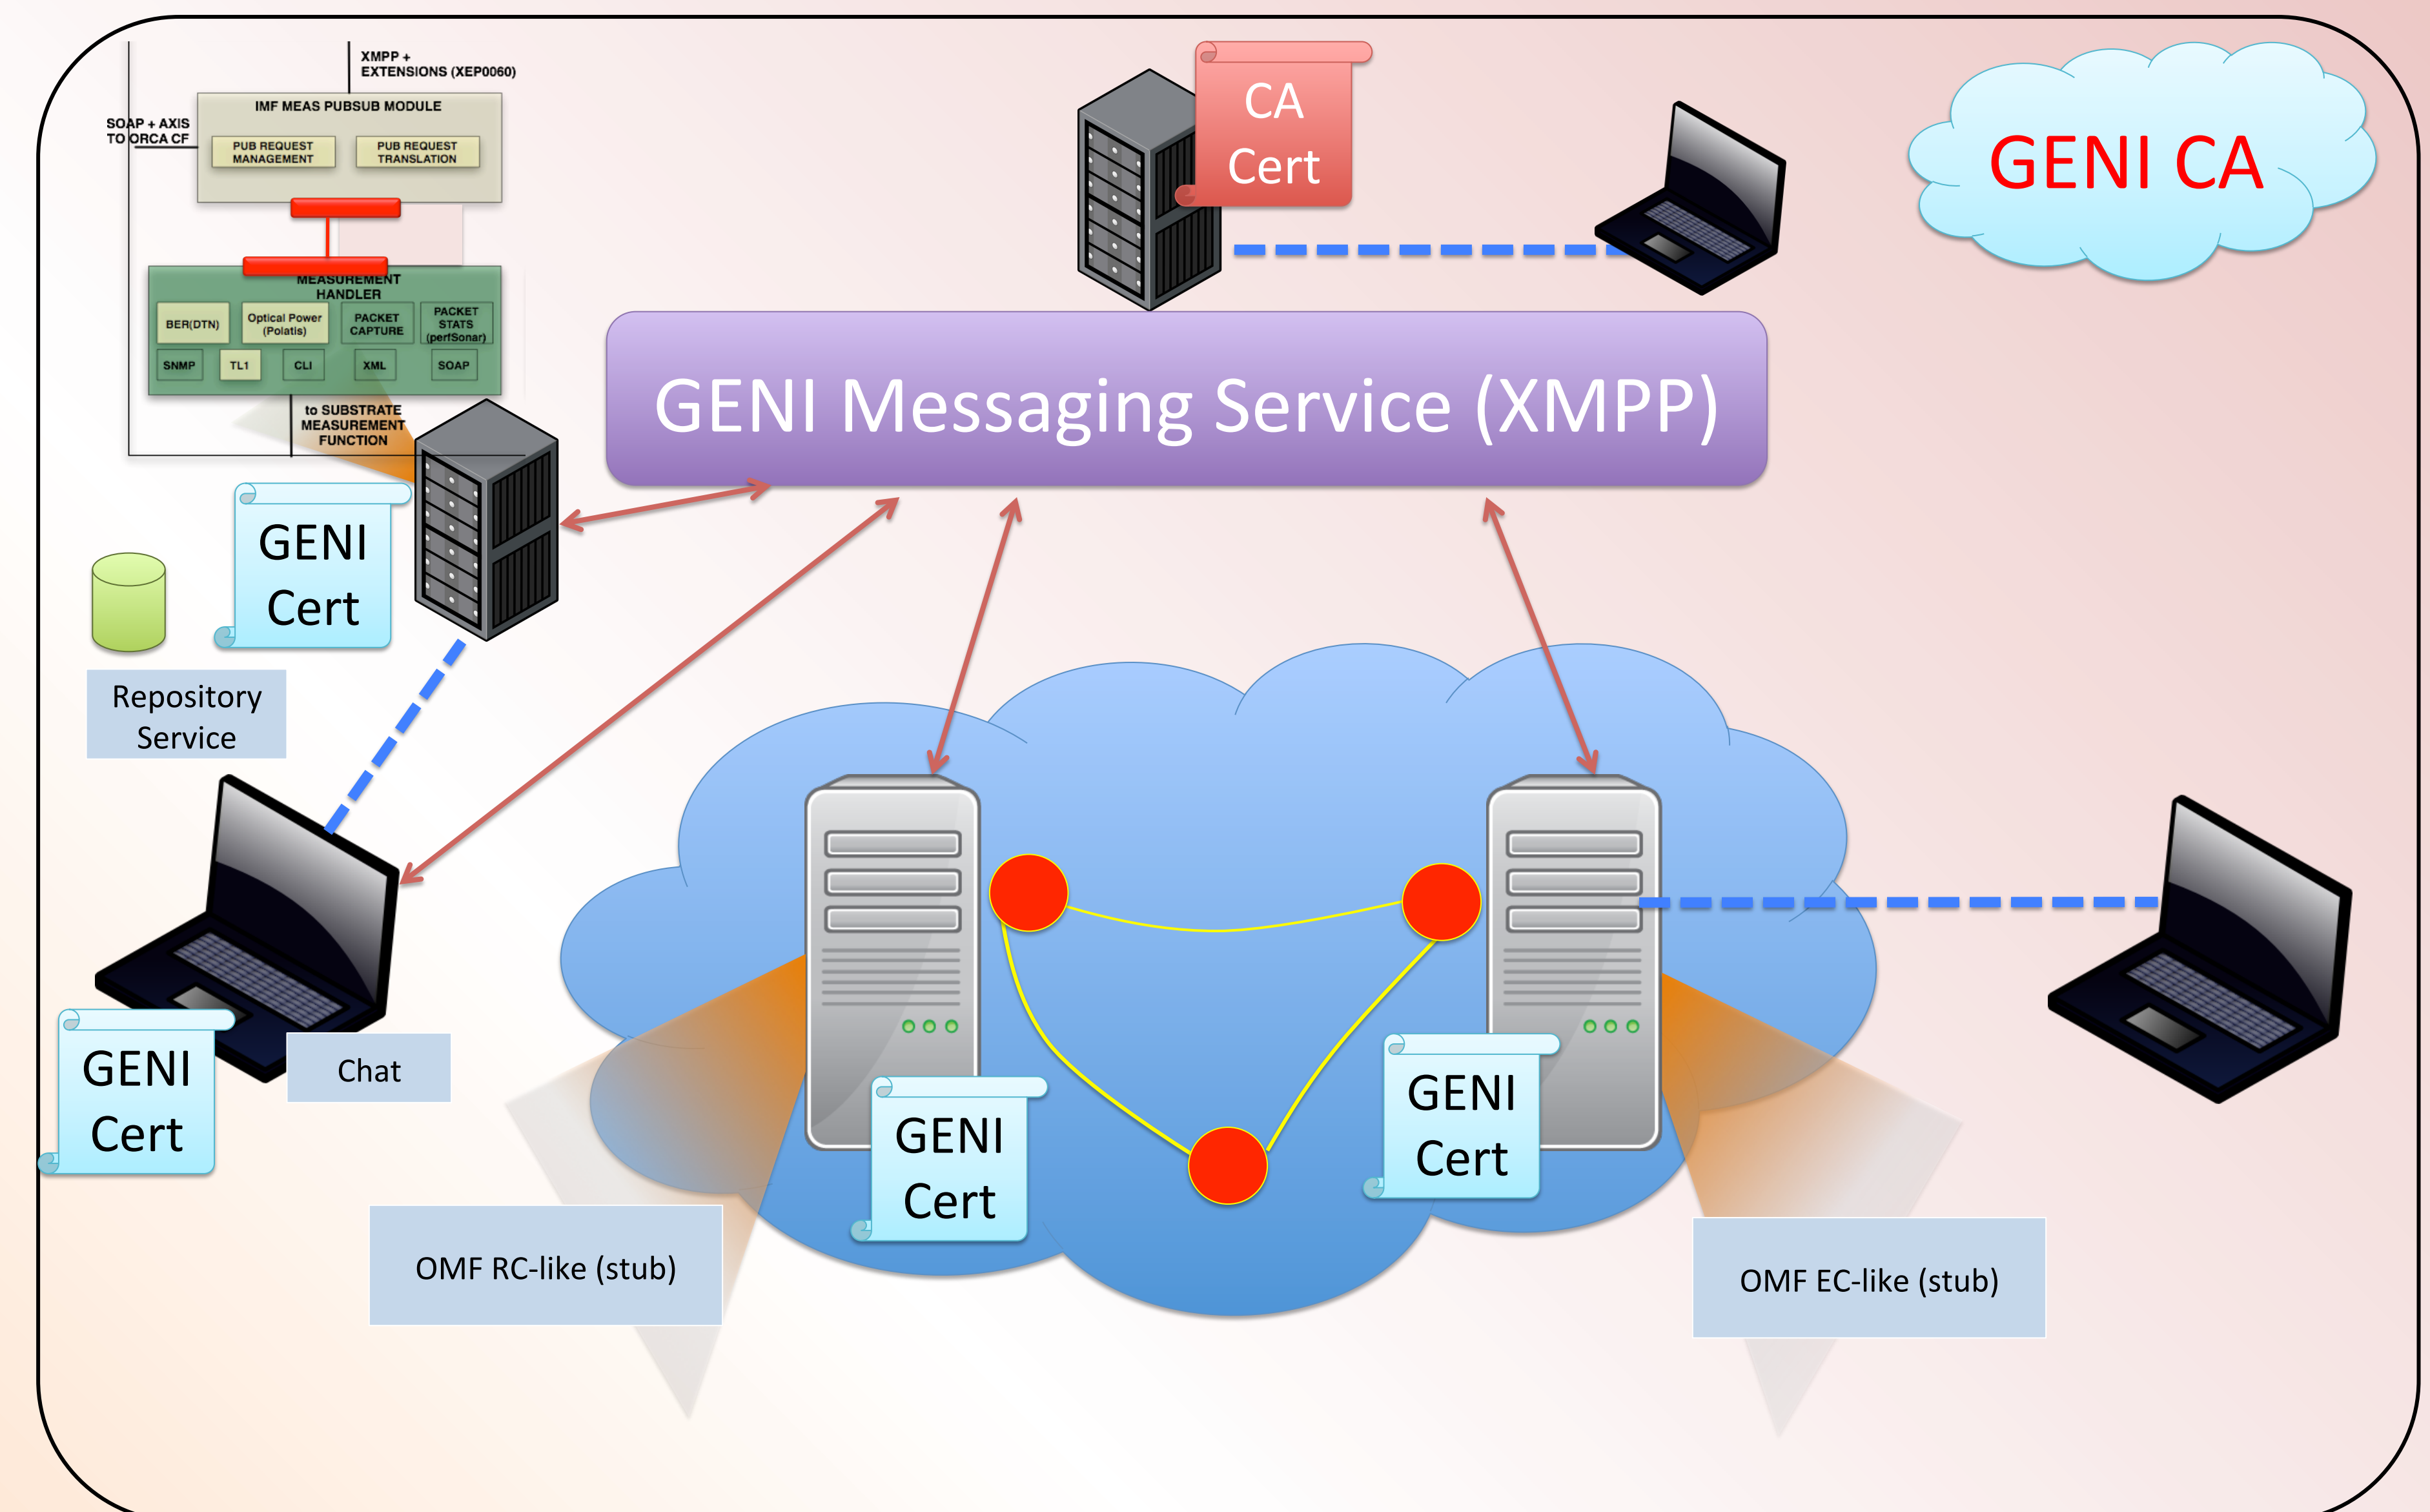 XMPP +
EXTENSIONS (XEP0060)
IMF MEAS PUBSUB MODULE
SOAP + AXIS
TO ORCA CF
PUB REQUEST
MANAGEMENT
PUB REQUEST
TRANSLATION
MEASUREMENT
HANDLER
BER(DTN)
Optical Power
(Polatis)
PACKET
CAPTURE
PACKET
STATS
(perfSonar)
SNMP
TL1
CLI
XML
SOAP
to SUBSTRATE
MEASUREMENT
FUNCTION
CA
Cert
GENI CA
GENI Messaging Service (XMPP)
GENI
Cert
Repository
Service
GENI
Cert
Chat
GENI
Cert
GENI
Cert
OMF RC-like (stub)
OMF EC-like (stub)